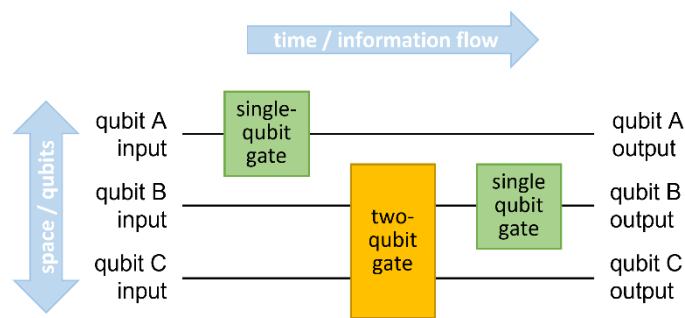 time / information flow
space / qubits
qubit A
input
single-
qubit
gate
qubit A
output
qubit B
input
two-
qubit
gate
single
qubit
gate
qubit B
output
qubit C
input
qubit C
output